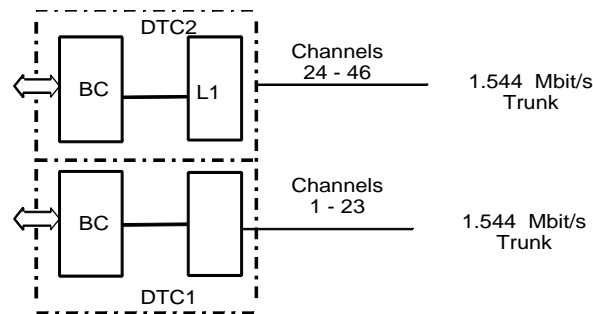 DTC2
Channels
24 - 46
BC
L1
1.544 Mbit/s
Trunk
Channels
1 - 23
BC
1.544 Mbit/s
Trunk
DTC1